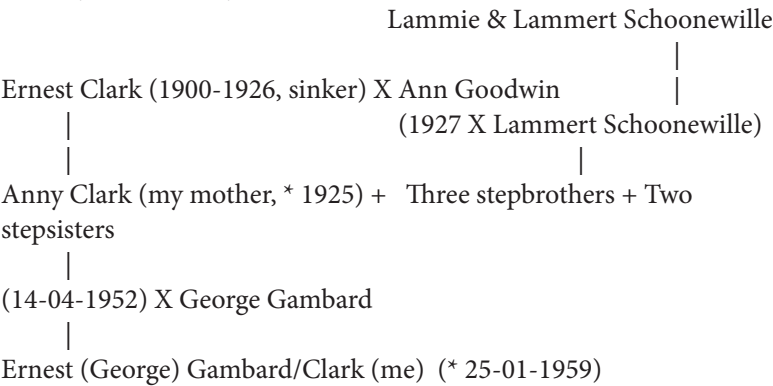 Lammie & Lammert Schoonewille
|
Ernest Clark (1900-1926, sinker) X Ann Goodwin |
| (1927 X Lammert Schoonewille)
| |
Anny Clark (my mother, * 1925) + Three stepbrothers + Two
stepsisters
|
(14-04-1952) X George Gambard
|
Ernest (George) Gambard/Clark (me) (* 25-01-1959)